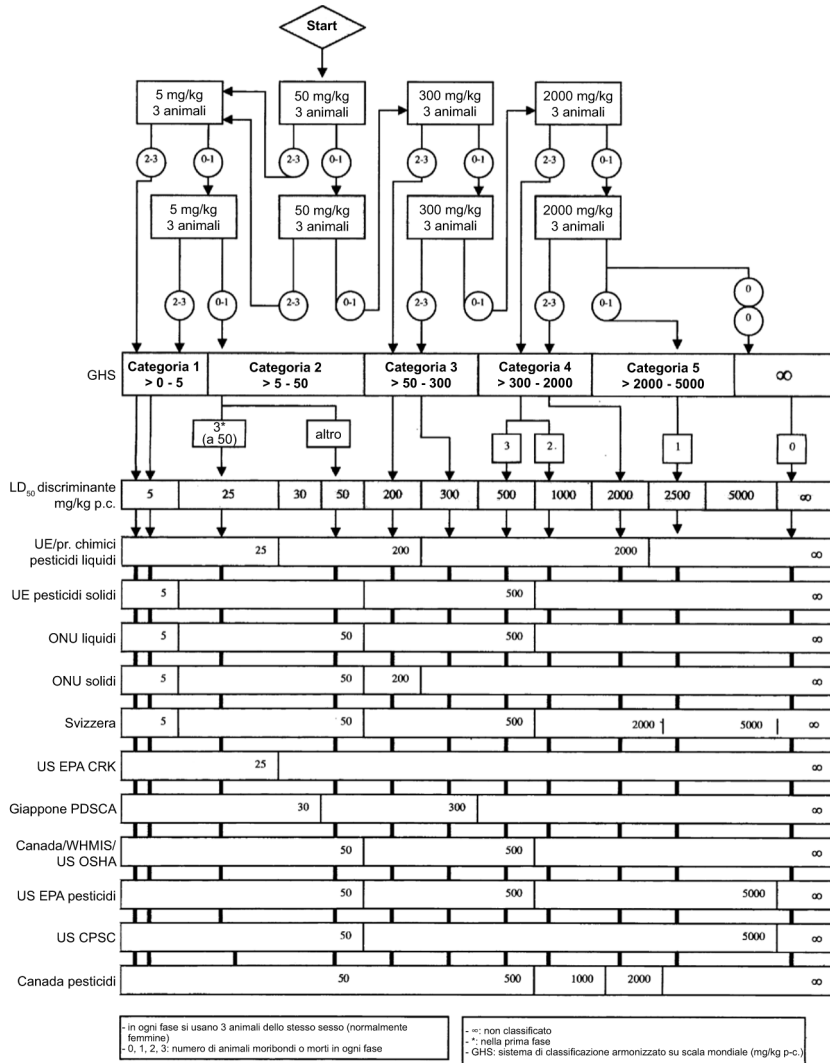 Start
5 mg/kg
3 animali
50 mg/kg
3 animali
300 mg/kg
3 animali
2000 mg/kg
3 animali
2-3
0-1
2-3
0-1
2-3
0-1
2-3
0-1
5 mg/kg
3 animali
50 mg/kg
3 animali
300 mg/kg
3 animali
2000 mg/kg
3 animali
2-3
0-1
2-3
0-1
2-3
0-1
2-3
0-1
0
0
GHS
Categoria 1
> 0 - 5
Categoria 2
> 5 - 50
Categoria 3
> 50 - 300
Categoria 4
> 300 - 2000
Categoria 5
> 2000 - 5000
∞
3*
(a 50)
altro
3
2.
1
0
LD50 discriminante
mg/kg p.c.
5 25 30 50 200 300 500 1000 2000 2500 5000 ∞
UE/pr. chimici
pesticidi liquidi
25 200 2000 ∞
UE pesticidi solidi 5 500 ∞
ONU liquidi 5 50 500 ∞
ONU solidi 5 50 200 ∞
Svizzera 5 50 500 2000 5000 ∞
US EPA CRK 25 ∞
Giappone PDSCA 30 300 ∞
Canada/WHMIS/
US OSHA
50 500 ∞
US EPA pesticidi 50 500 5000 ∞
US CPSC 50 5000 ∞
Canada pesticidi 50 500 1000 2000 ∞
- in ogni fase si usano 3 animali dello stesso sesso (normalmente
femmine)
- 0, 1, 2, 3: numero di animali moribondi o morti in ogni fase
- ∞: non classificato
- *: nella prima fase
- GHS: sistema di classificazione armonizzato su scala mondiale (mg/kg p-c.)